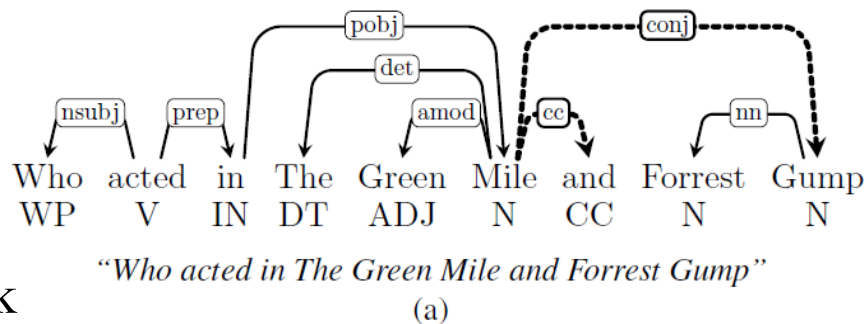 pobj conj
det
nsubj prep amod cc nn
Who acted in The Green Mile and Forrest Gump
WP V IN DT ADJ N CC N N
“Who acted in The Green Mile and Forrest Gump”
k
(a)